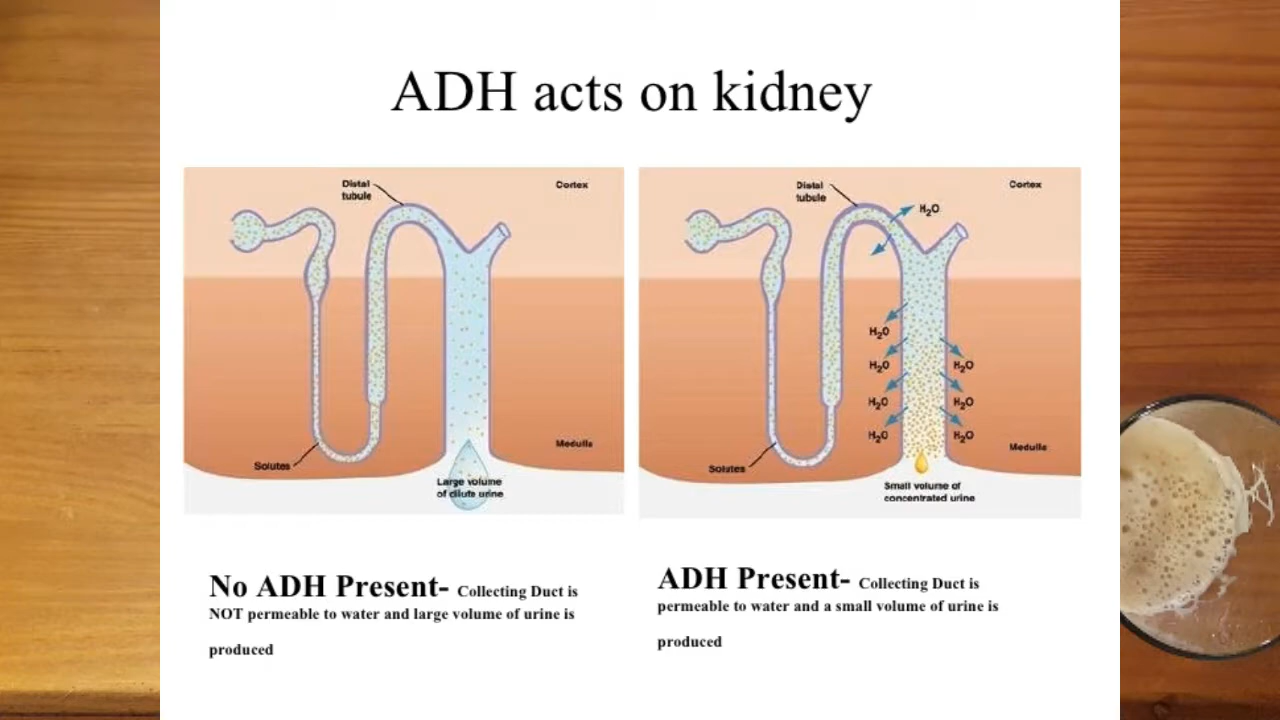 ADH acts on kidney
Distal
tubule
Cortex
Solutes
Medulla
Large volume
of dilute urine
Distal
tubule
Cortex
H₂O
H₂O
H₂O
H₂O
H₂O
H₂O
H₂O
H₂O
Solutes
Medulla
Small volume of
concentrated urine
No ADH Present- Collecting Duct is
NOT permeable to water and large volume of urine is
produced
ADH Present- Collecting Duct is
permeable to water and a small volume of urine is
produced